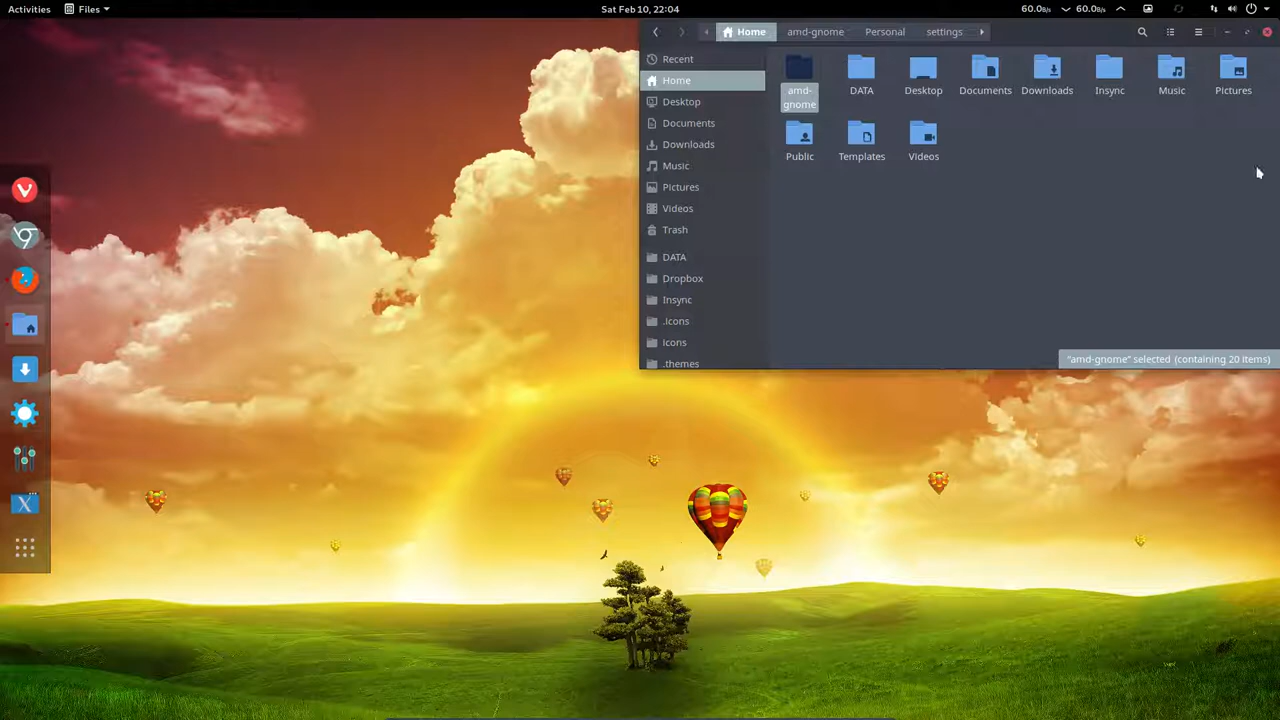 Activities
Files
Sat Feb 10, 22:04
60.0B/s
60.0B/s
Home
amd-gnome
Personal
settings
Recent
Home
Desktop
Documents
Downloads
Music
Pictures
Videos
Trash
DATA
Dropbox
Insync
.icons
icons
.themes
amd-
gnome
DATA
Desktop
Documents
Downloads
Insync
Music
Pictures
Public
Templates
Videos
"amd-gnome" selected (containing 20 items)